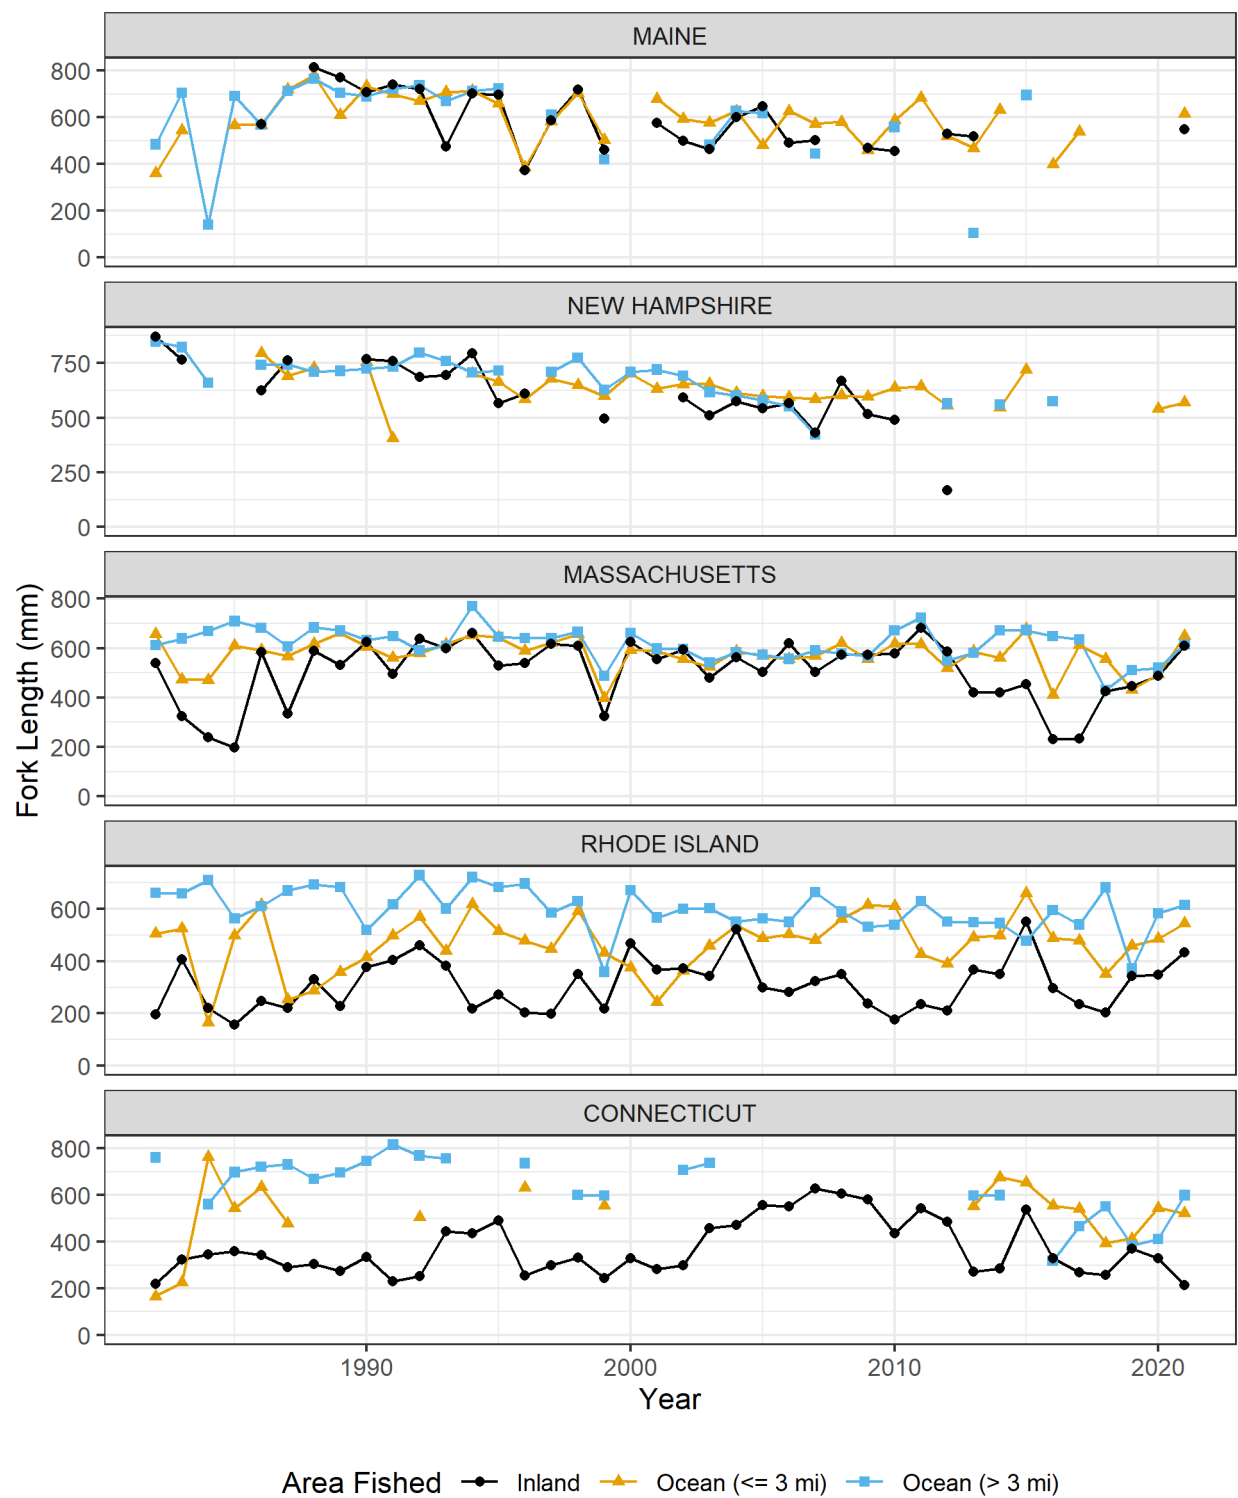 MAINE
800
600
400
200
0
NEW HAMPSHIRE
750
500
250
0
MASSACHUSETTS
800
600
400
200
0
Fork Length (mm)
RHODE ISLAND
600
400
200
0
CONNECTICUT
800
600
400
200
0
1990 2000 2010 2020
Year
Area Fished Inland Ocean (<= 3 mi) Ocean (> 3 mi)